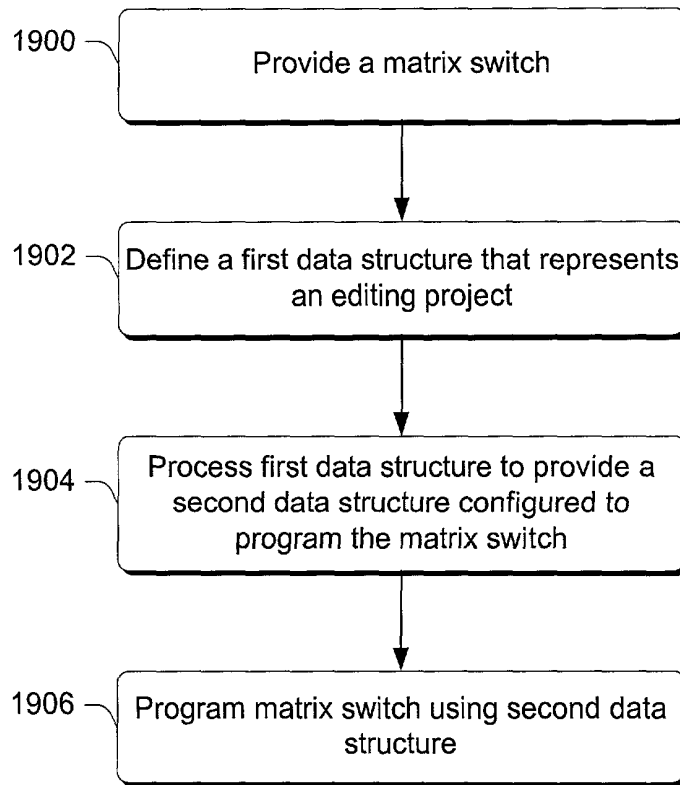 1900
Provide a matrix switch
1902
Define a first data structure that represents
an editing project
1904
Process first data structure to provide a
second data structure configured to
program the matrix switch
1906
Program matrix switch using second data
structure